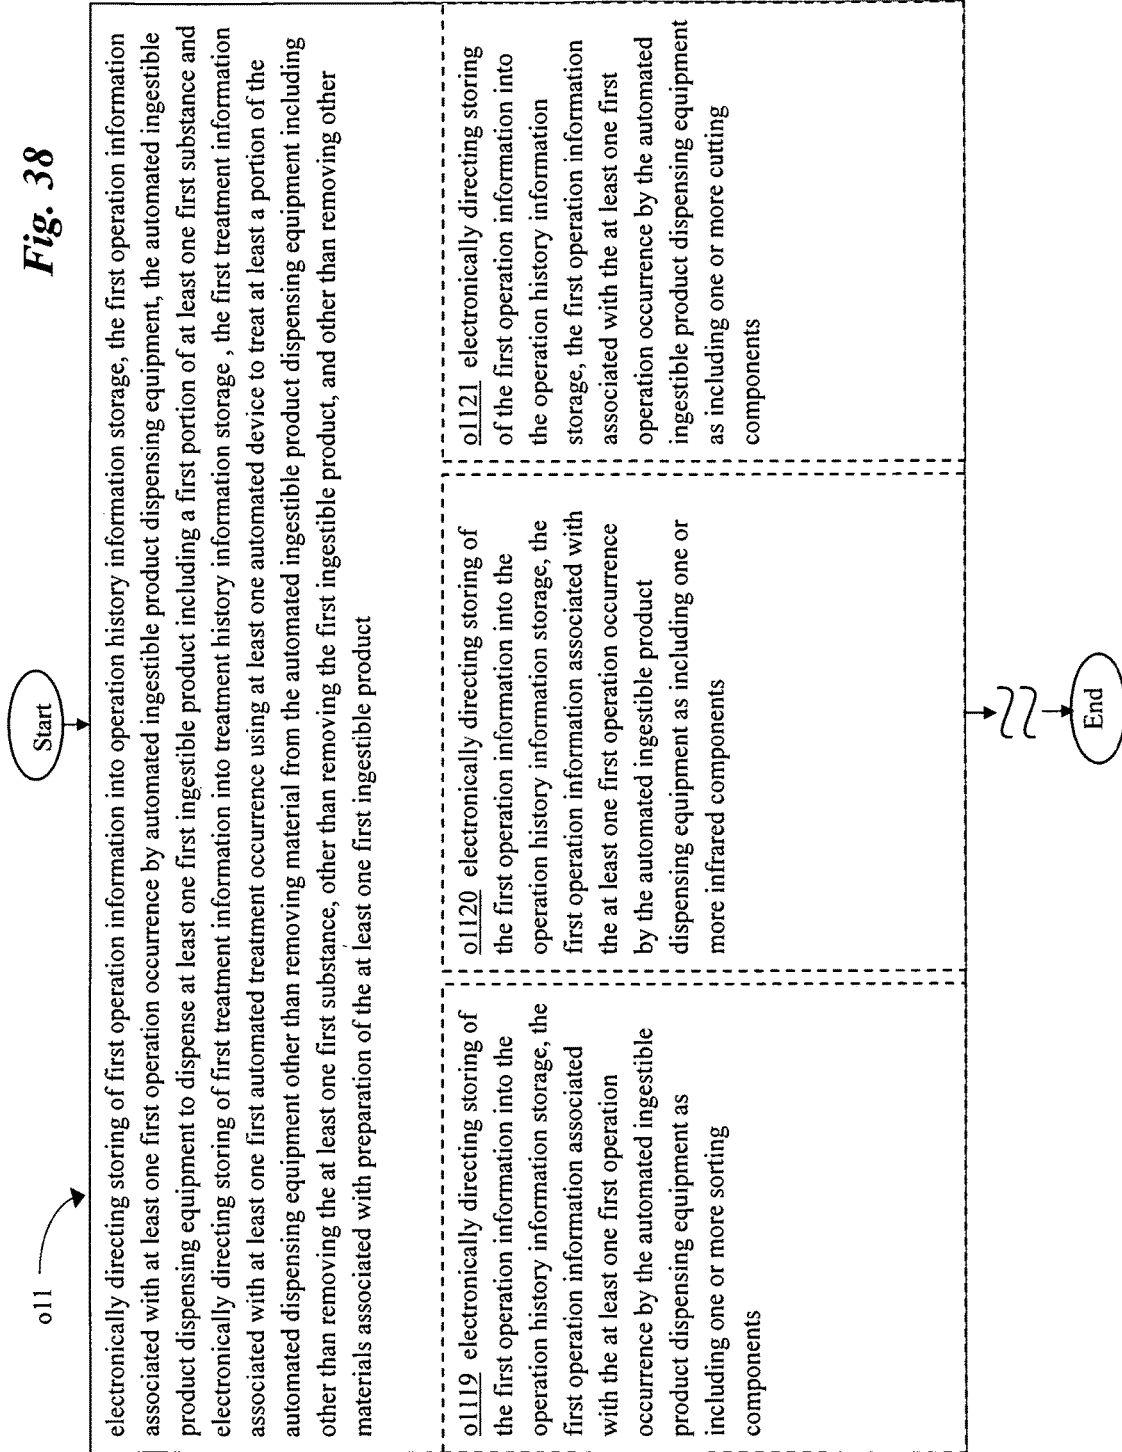 Fig. 38
Start
o11
electronically directing storing of first operation information into operation history information storage, the first operation information
associated with at least one first operation occurrence by automated ingestible product dispensing equipment, the automated ingestible
product dispensing equipment to dispense at least one first ingestible product including a first portion of at least one first substance and
electronically directing storing of first treatment information into treatment history information storage , the first treatment information
associated with at least one first automated treatment occurrence using at least one automated device to treat at least a portion of the
automated dispensing equipment other than removing material from the automated ingestible product dispensing equipment including
other than removing the at least one first substance, other than removing the first ingestible product, and other than removing other
materials associated with preparation of the at least one first ingestible product
o1119 electronically directing storing of
the first operation information into the
operation history information storage, the
first operation information associated
with the at least one first operation
occurrence by the automated ingestible
product dispensing equipment as
including one or more sorting
components
o1120 electronically directing storing of
the first operation information into the
operation history information storage, the
first operation information associated with
the at least one first operation occurrence
by the automated ingestible product
dispensing equipment as including one or
more infrared components
o1121 electronically directing storing
of the first operation information into
the operation history information
storage, the first operation information
associated with the at least one first
operation occurrence by the automated
ingestible product dispensing equipment
as including one or more cutting
components
End